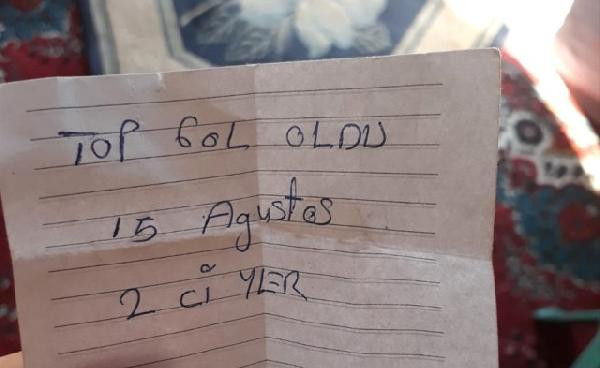 TOP GOL OLDU
15 Agustos
2 ci YLER